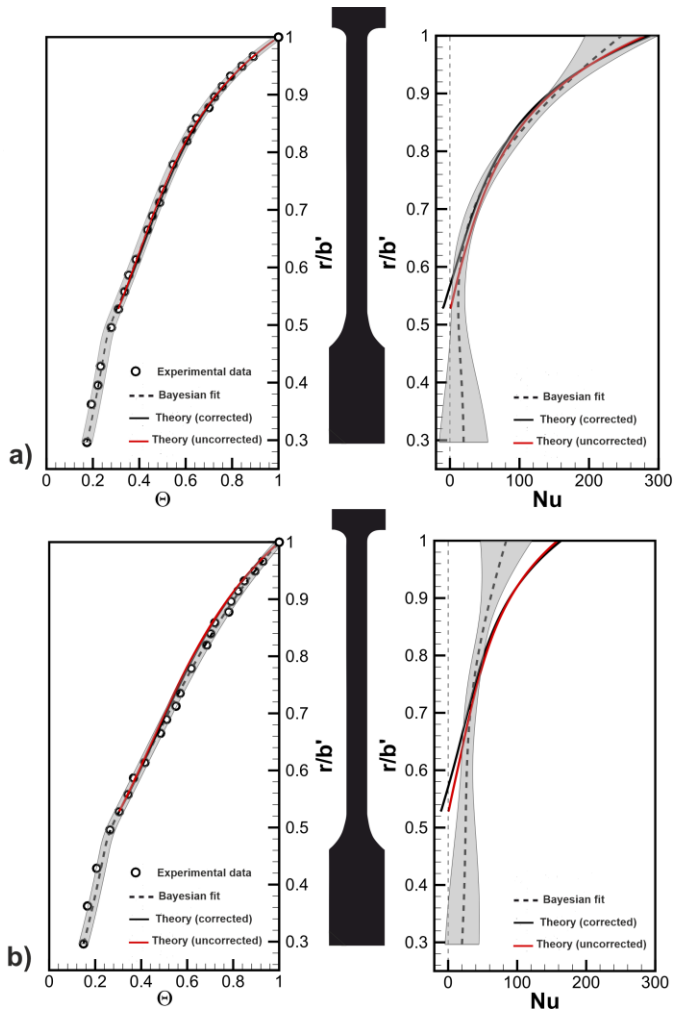 1
0.9
0.8
0.7
0.6
0.5
0.4
0.3
r/b'
Experimental data
Bayesian fit
Theory (corrected)
Theory (uncorrected)
0 0.2 0.4 0.6 0.8 1
Θ
a)
1
0.9
0.8
0.7
0.6
0.5
0.4
0.3
r/b'
Bayesian fit
Theory (corrected)
Theory (uncorrected)
0 100 200 300
Nu
1
0.9
0.8
0.7
0.6
0.5
0.4
0.3
r/b'
Experimental data
Bayesian fit
Theory (corrected)
Theory (uncorrected)
0 0.2 0.4 0.6 0.8 1
Θ
b)
1
0.9
0.8
0.7
0.6
0.5
0.4
0.3
r/b'
Bayesian fit
Theory (corrected)
Theory (uncorrected)
0 100 200 300
Nu